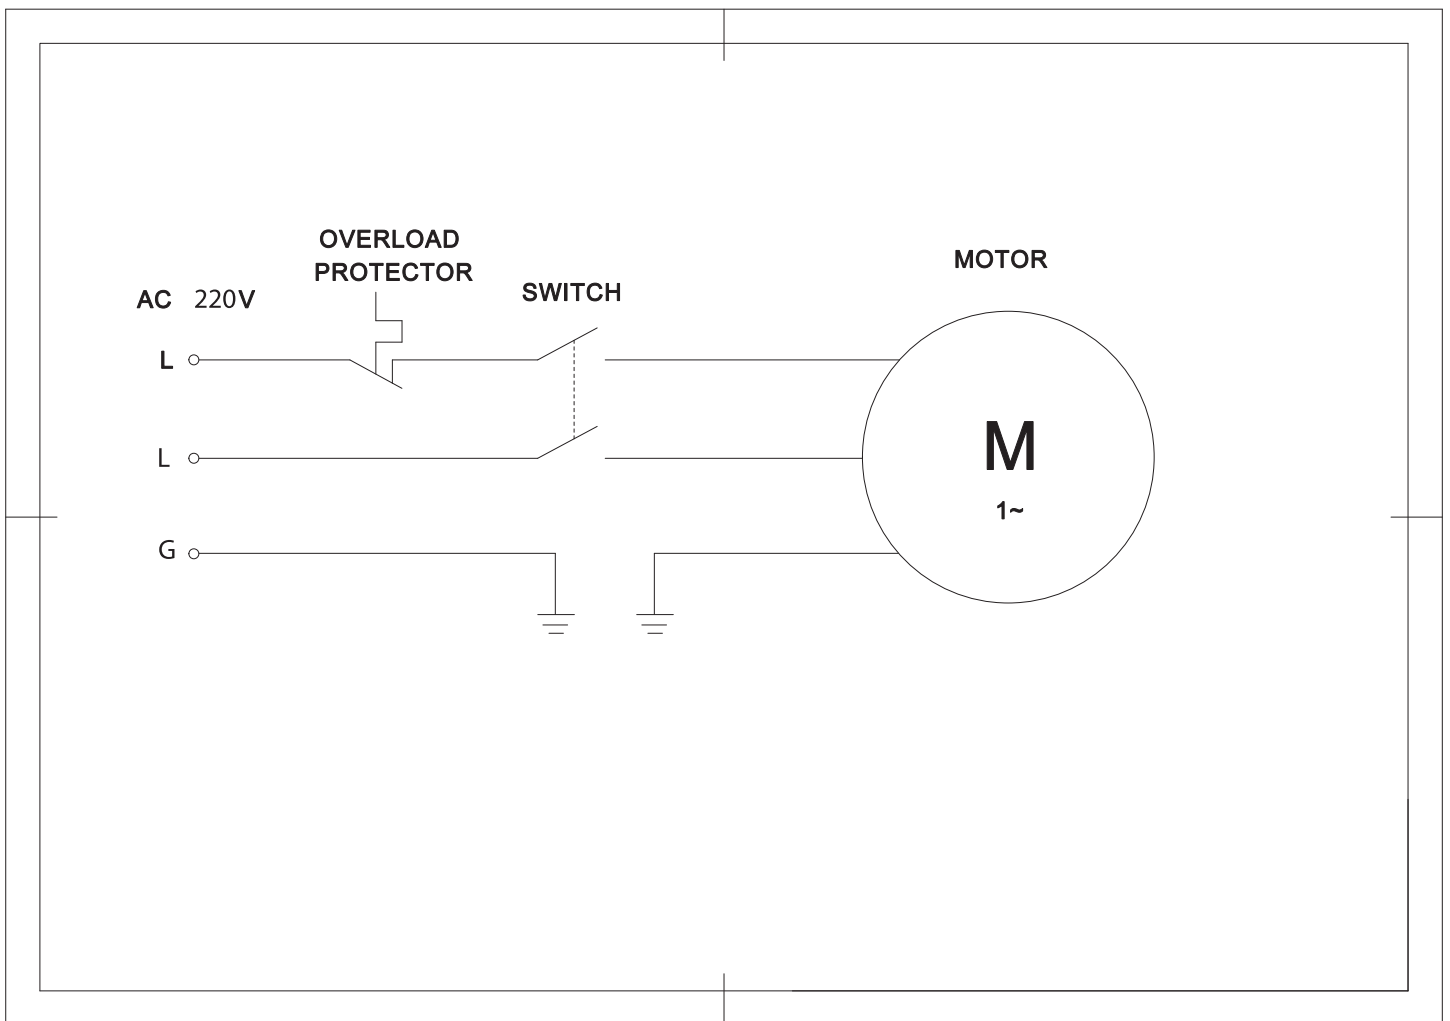 OVERLOAD
PROTECTOR
MOTOR
SWITCH
AC 220V
L
L
G
M
1~